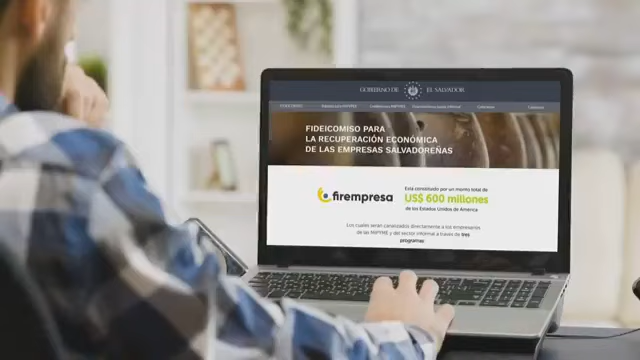 GOBIERNO DE EL SALVADOR
FIDEICOMISO PARA
LA RECUPERACIÓN ECONÓMICA
DE LAS EMPRESAS SALVADOREÑAS
firempresa
Está constituido por un monto total de
US$ 600 millones
de los Estados Unidos de América
Los cuales serán canalizados directamente a los empresarios
de las MIPYME y del sector informal a través de tres
programas: